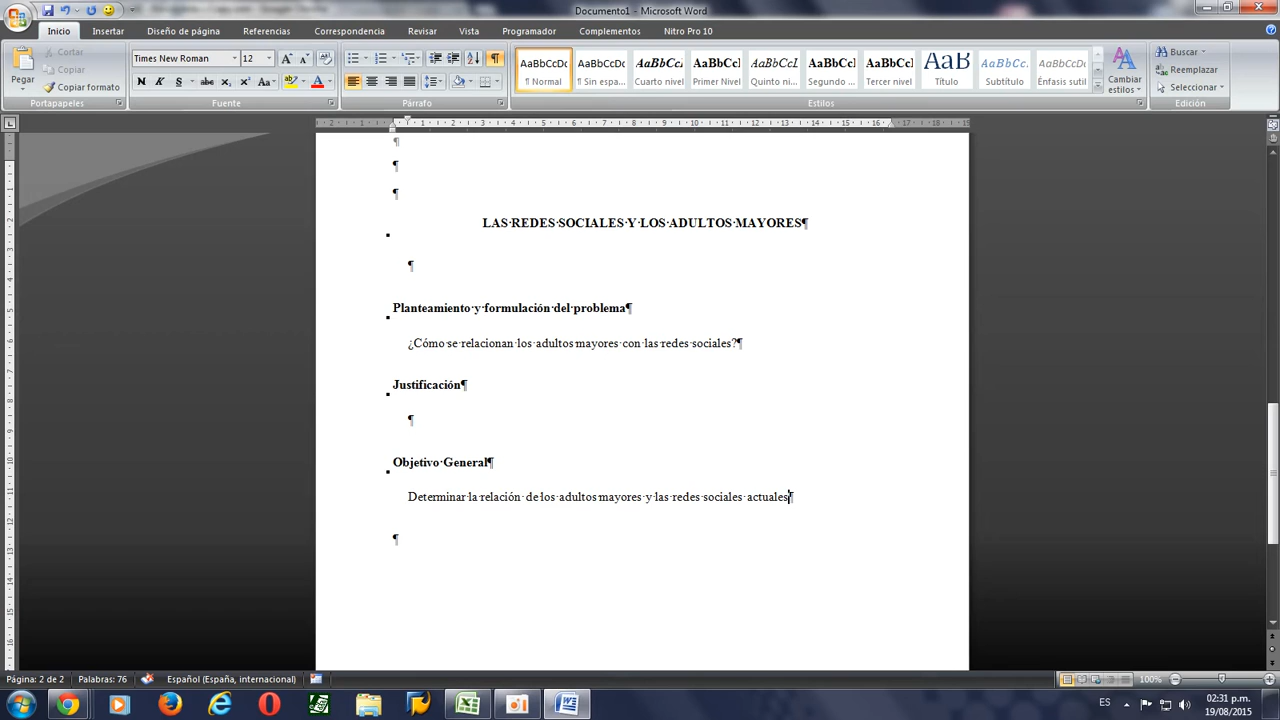 Documento1 - Microsoft Word
Inicio Insertar Diseño de página Referencias Correspondencia Revisar Vista Programador Complementos Nitro Pro 10
Pegar
Cortar
Copiar
Copiar formato
Portapapeles
Times New Roman 12
Fuente
Párrafo
AaBbCcDc AaBbCcDc AaBbCcL AaBbCcl AaBbCcL AaBbCcl AaBbCcl AaB AaBbCc. AaBbCcDc
¶ Normal ¶ Sin espa... Cuarto nivel Primer Nivel Quinto ni... Segundo... Tercer nivel Título Subtítulo Énfasis sutil
Cambiar estilos
Estilos
Buscar
Reemplazar
Seleccionar
Edición
¶
¶
¶
LAS·REDES·SOCIALES·Y·LOS·ADULTOS·MAYORES¶
¶
Planteamiento·y·formulación·del·problema¶
¿Cómo·se·relacionan·los·adultos·mayores·con·las·redes·sociales?¶
Justificación¶
¶
Objetivo·General¶
Determinar·la·relación·de·los·adultos·mayores·y·las·redes·sociales·actuales¶
¶
Página: 2 de 2 Palabras: 76 Español (España, internacional) 100%
ES 02:31 p.m.
19/08/2015